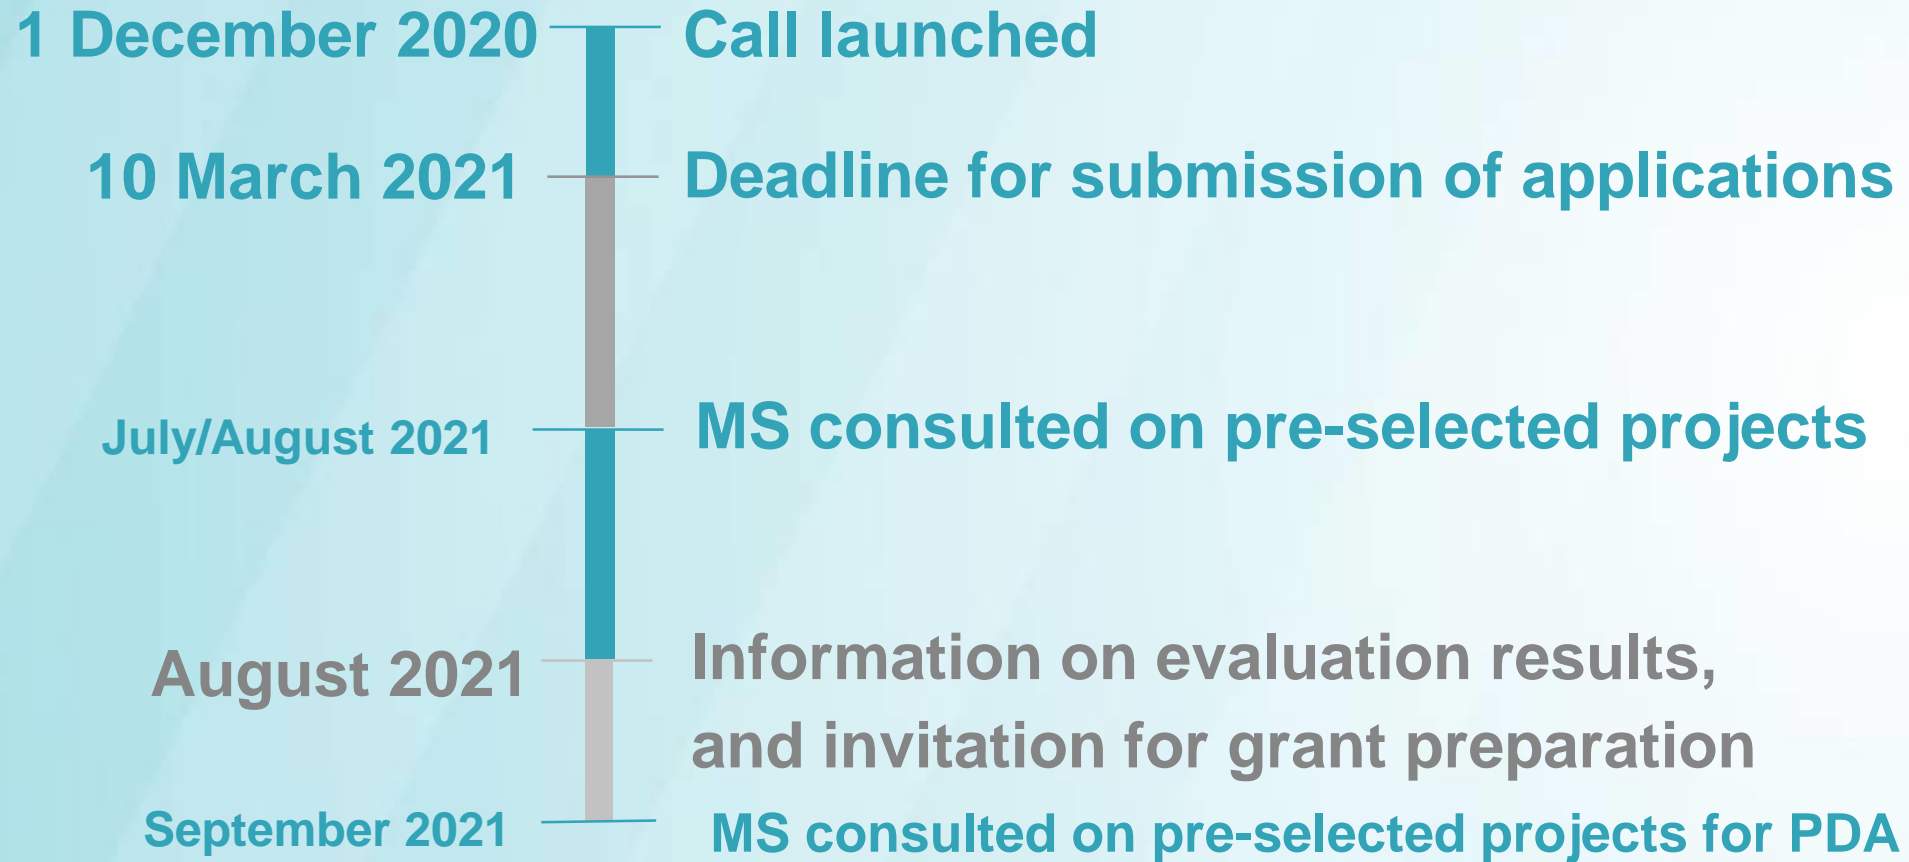 1 December 2020 Call launched
10 March 2021 Deadline for submission of applications
July/August 2021 MS consulted on pre-selected projects
August 2021 Information on evaluation results,
and invitation for grant preparation
September 2021 MS consulted on pre-selected projects for PDA